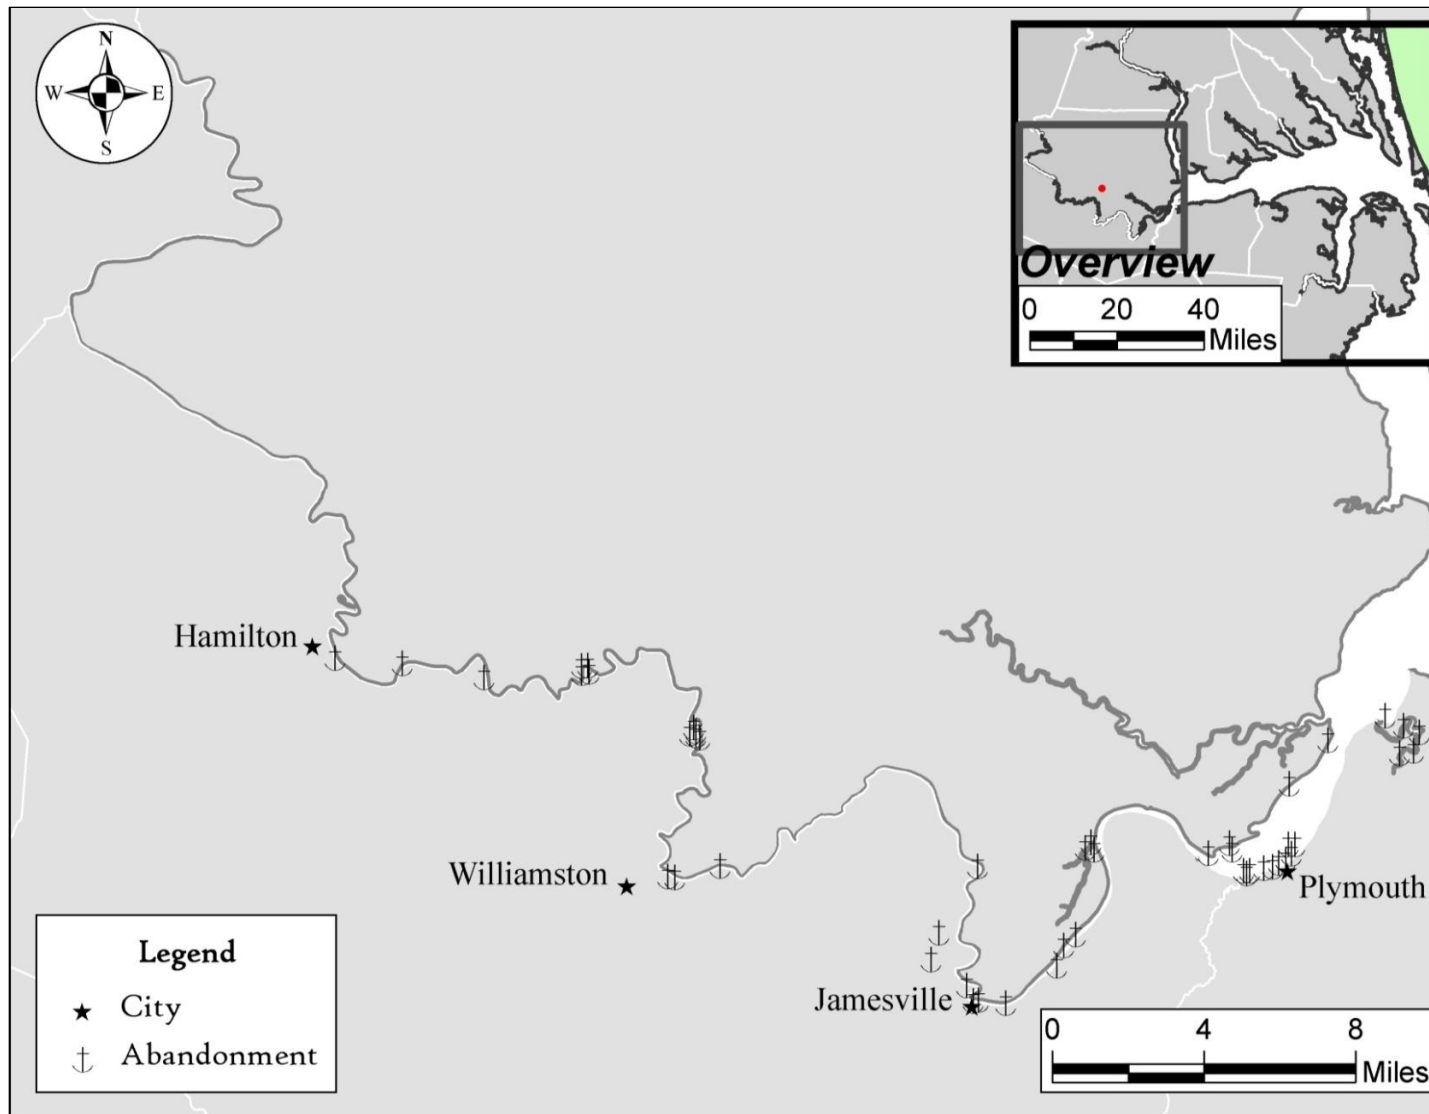 N
W E
S
Overview
0 20 40
Miles
Hamilton
Williamston
Plymouth
Jamesville
Legend
City
Abandonment
0 4 8
Miles